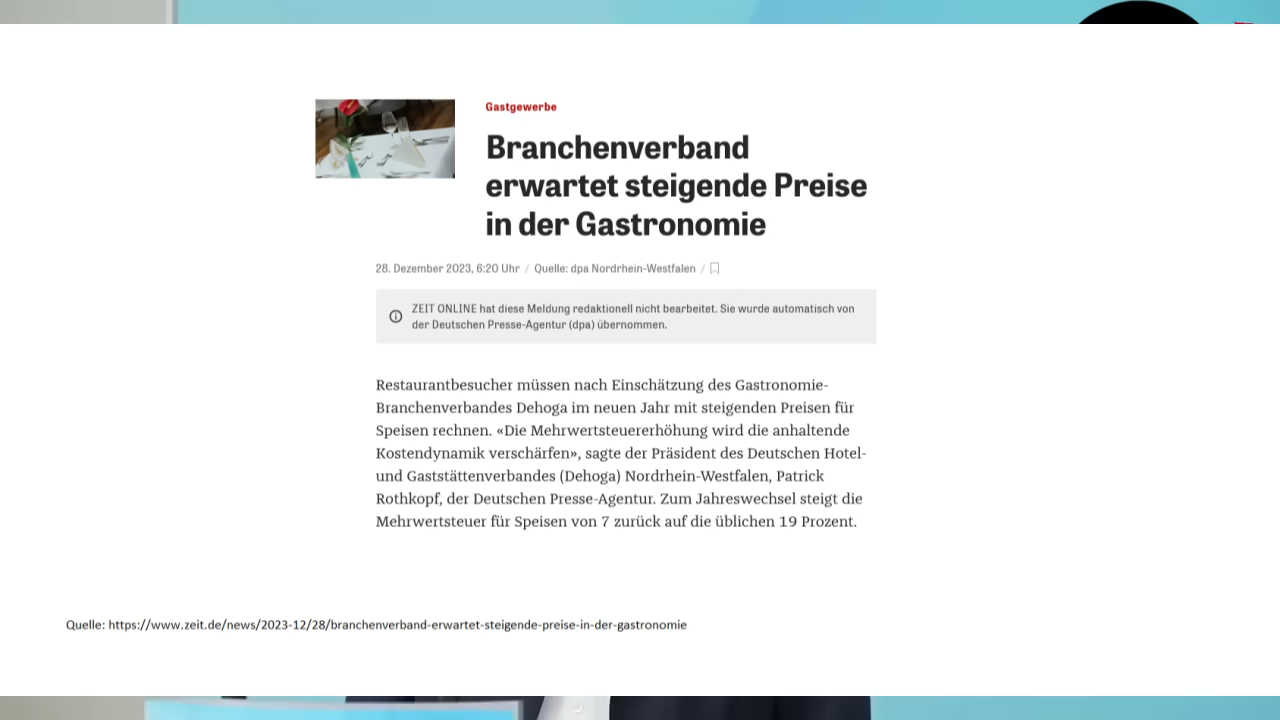 Gastgewerbe
Branchenverband
erwartet steigende Preise
in der Gastronomie
28. Dezember 2023, 6:20 Uhr / Quelle: dpa Nordrhein-Westfalen /
ZEIT ONLINE hat diese Meldung redaktionell nicht bearbeitet. Sie wurde automatisch von
der Deutschen Presse-Agentur (dpa) übernommen.
Restaurantbesucher müssen nach Einschätzung des Gastronomie-
Branchenverbandes Dehoga im neuen Jahr mit steigenden Preisen für
Speisen rechnen. «Die Mehrwertsteuererhöhung wird die anhaltende
Kostendynamik verschärfen», sagte der Präsident des Deutschen Hotel-
und Gaststättenverbandes (Dehoga) Nordrhein-Westfalen, Patrick
Rothkopf, der Deutschen Presse-Agentur. Zum Jahreswechsel steigt die
Mehrwertsteuer für Speisen von 7 zurück auf die üblichen 19 Prozent.
Quelle: https://www.zeit.de/news/2023-12/28/branchenverband-erwartet-steigende-preise-in-der-gastronomie